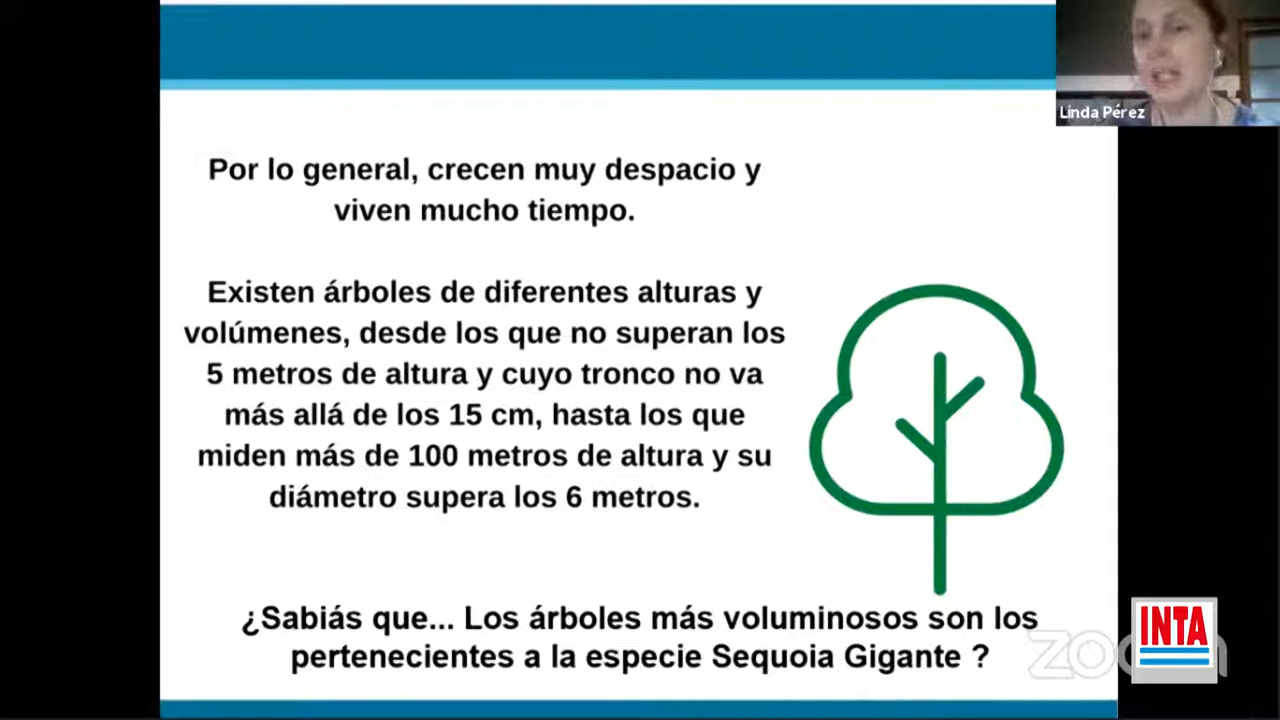 Linda Pérez
Por lo general, crecen muy despacio y
viven mucho tiempo.
Existen árboles de diferentes alturas y
volúmenes, desde los que no superan los
5 metros de altura y cuyo tronco no va
más allá de los 15 cm, hasta los que
miden más de 100 metros de altura y su
diámetro supera los 6 metros.
¿Sabiás que... Los árboles más voluminosos son los
pertenecientes a la especie Sequoia Gigante ?
zoom
INTA